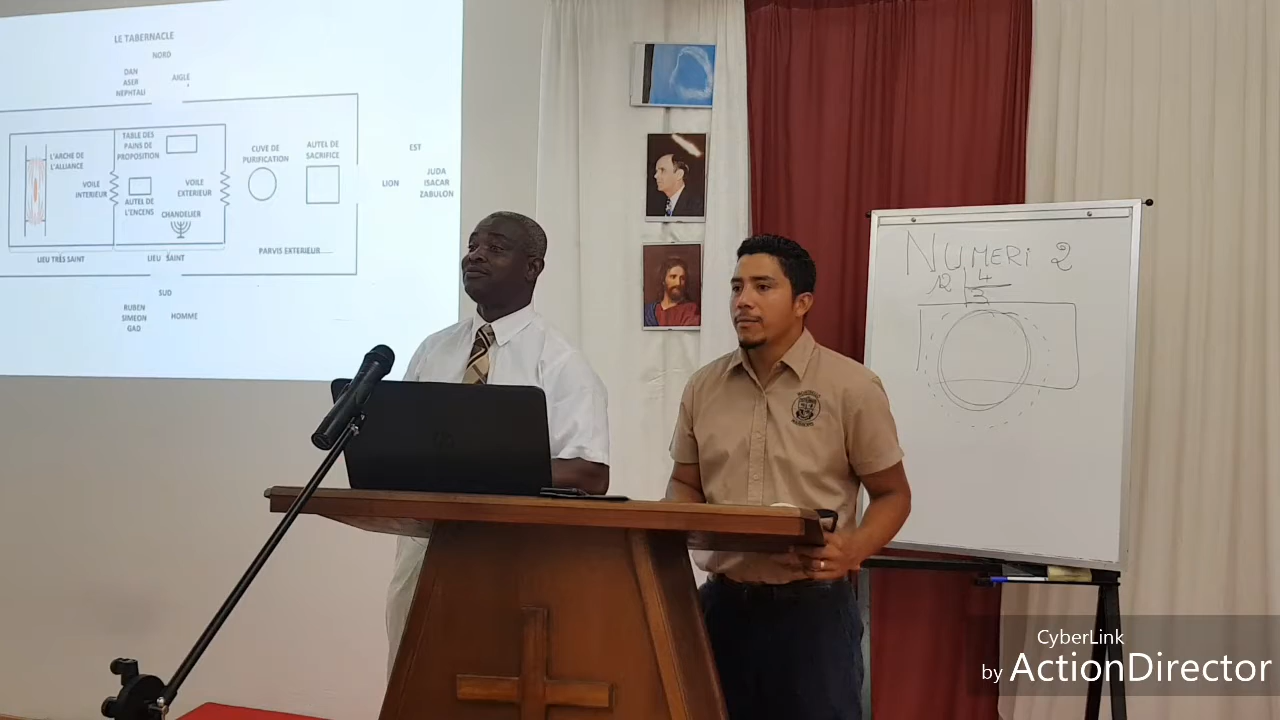 LE TABERNACLE
NORD
DAN
ASER
NEPHTALI
AIGLE
TABLE DES
PAINS DE
PROPOSITION
L'ARCHE DE
L'ALLIANCE
VOILE
INTERIEUR
AUTEL DE
L'ENCENS
VOILE
EXTERIEUR
CHANDELIER
CUVE DE
PURIFICATION
AUTEL DE
SACRIFICE
EST
LION
JUDA
ISACAR
ZABULON
LIEU TRÈS SAINT
LIEU SAINT
PARVIS EXTERIEUR
SUD
RUBEN
SIMEON
GAD
HOMME
NUMERI 2
12 4
3
CyberLink
by ActionDirector